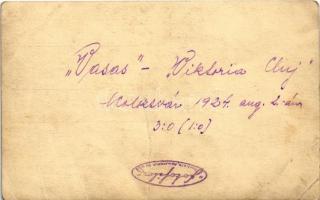 „Vasas" – Viktoria Cluj"
Kolozsvár 1924. aug. 2-án
3:0 (1:0)